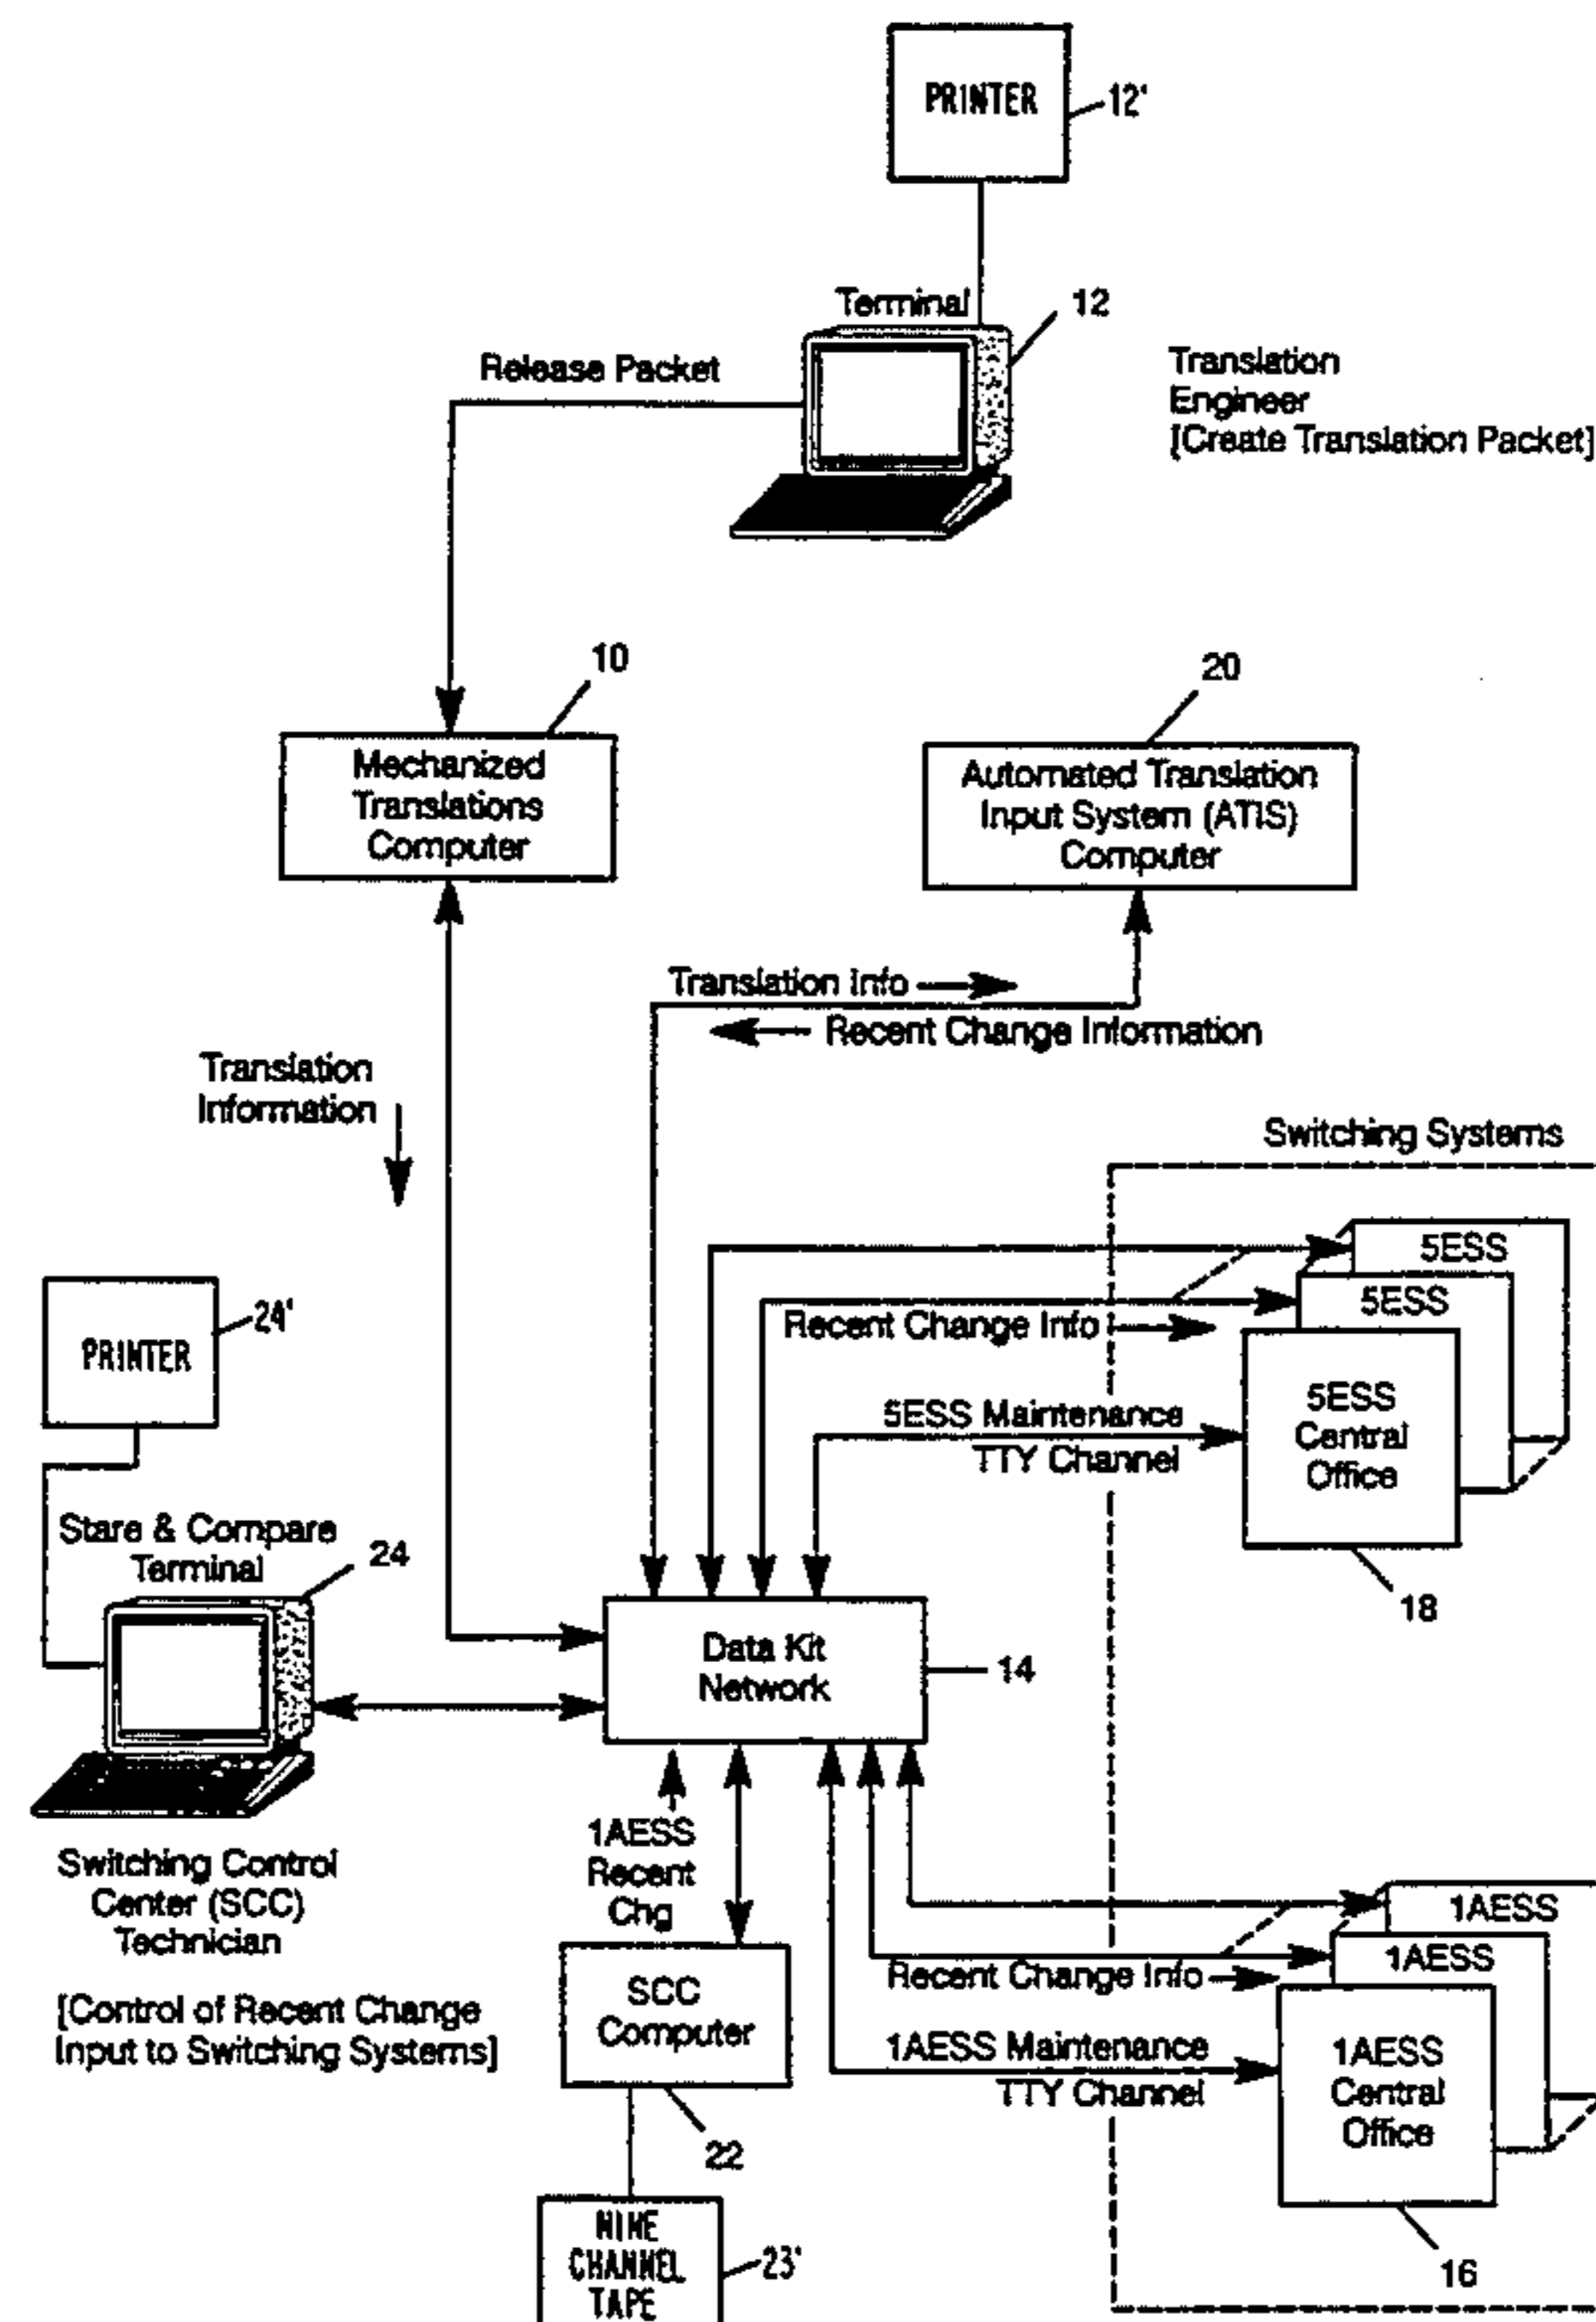 PRINTER
12'
Terminal
12
Release Packet
Translation
Engineer
[Create Translation Packet]
10
Mechanized
Translations
Computer
20
Automated Translation
Input System (ATIS)
Computer
Translation Info
Recent Change Information
Translation
Information
Switching Systems
5ESS
5ESS
Recent Change Info
5ESS Maintenance
TTY Channel
5ESS
Central
Office
18
24'
PRINTER
Stare & Compare
Terminal
24
Data Kit
Network
14
Switching Control
Center (SCC)
Technician
[Control of Recent Change
Input to Switching Systems]
1AESS
Recent
Chg
SCC
Computer
22
NINE
CHANNEL
TAPE
23'
1AESS
1AESS
Recent Change Info
1AESS Maintenance
TTY Channel
1AESS
Central
Office
16